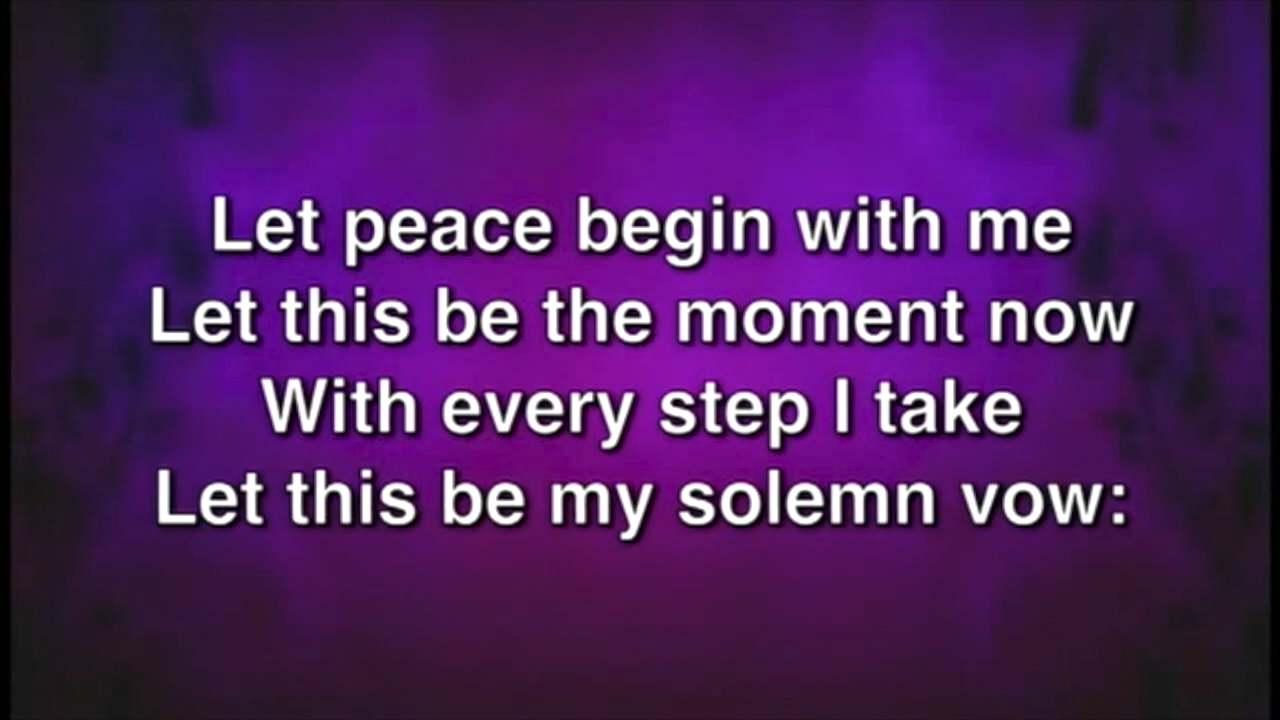 Let peace begin with me
Let this be the moment now
With every step I take
Let this be my solemn vow: